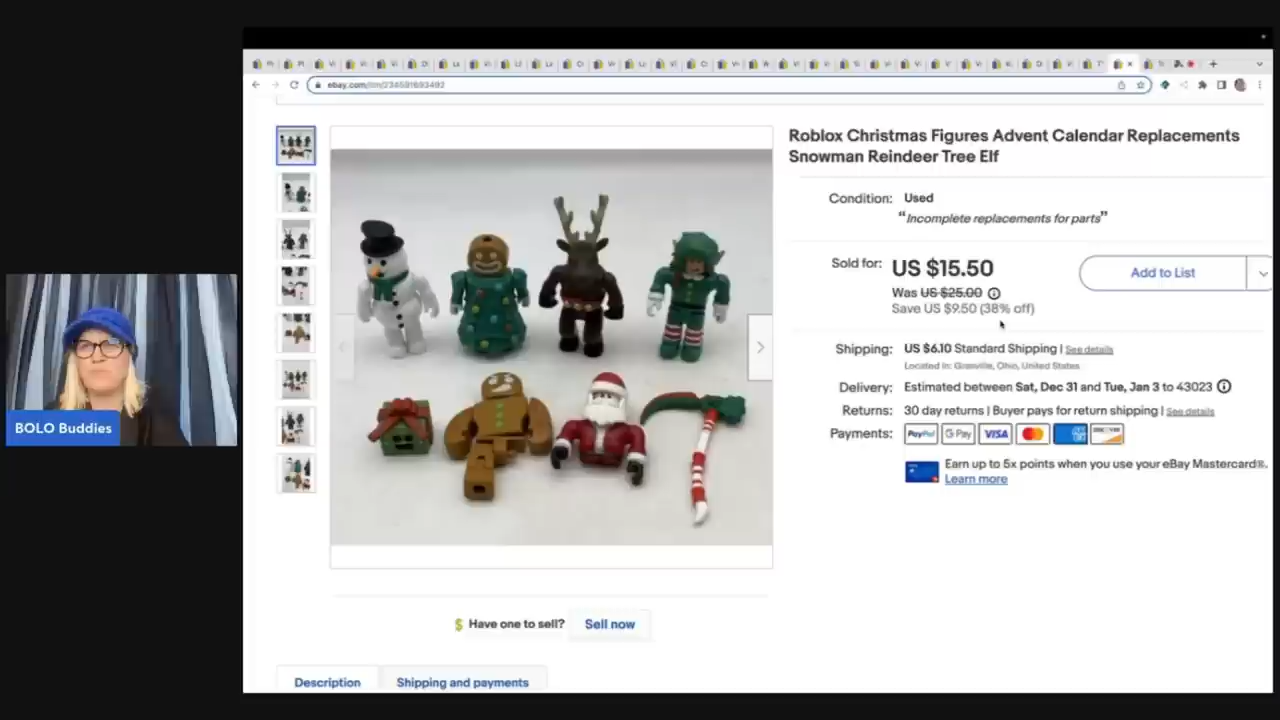 ebay.com/itm/234591693492
Roblox Christmas Figures Advent Calendar Replacements
Snowman Reindeer Tree Elf
Condition: Used
“Incomplete replacements for parts”
Sold for: US $15.50
Add to List
Was US $25.00
Save US $9.50 (38% off)
Shipping: US $6.10 Standard Shipping | See details
Located in: Granville, Ohio, United States
Delivery: Estimated between Sat, Dec 31 and Tue, Jan 3 to 43023
Returns: 30 day returns | Buyer pays for return shipping | See details
Payments: PayPal G Pay VISA DISCOVER
Earn up to 5x points when you use your eBay Mastercard®.
Learn more
BOLO Buddies
$ Have one to sell? Sell now
Description Shipping and payments